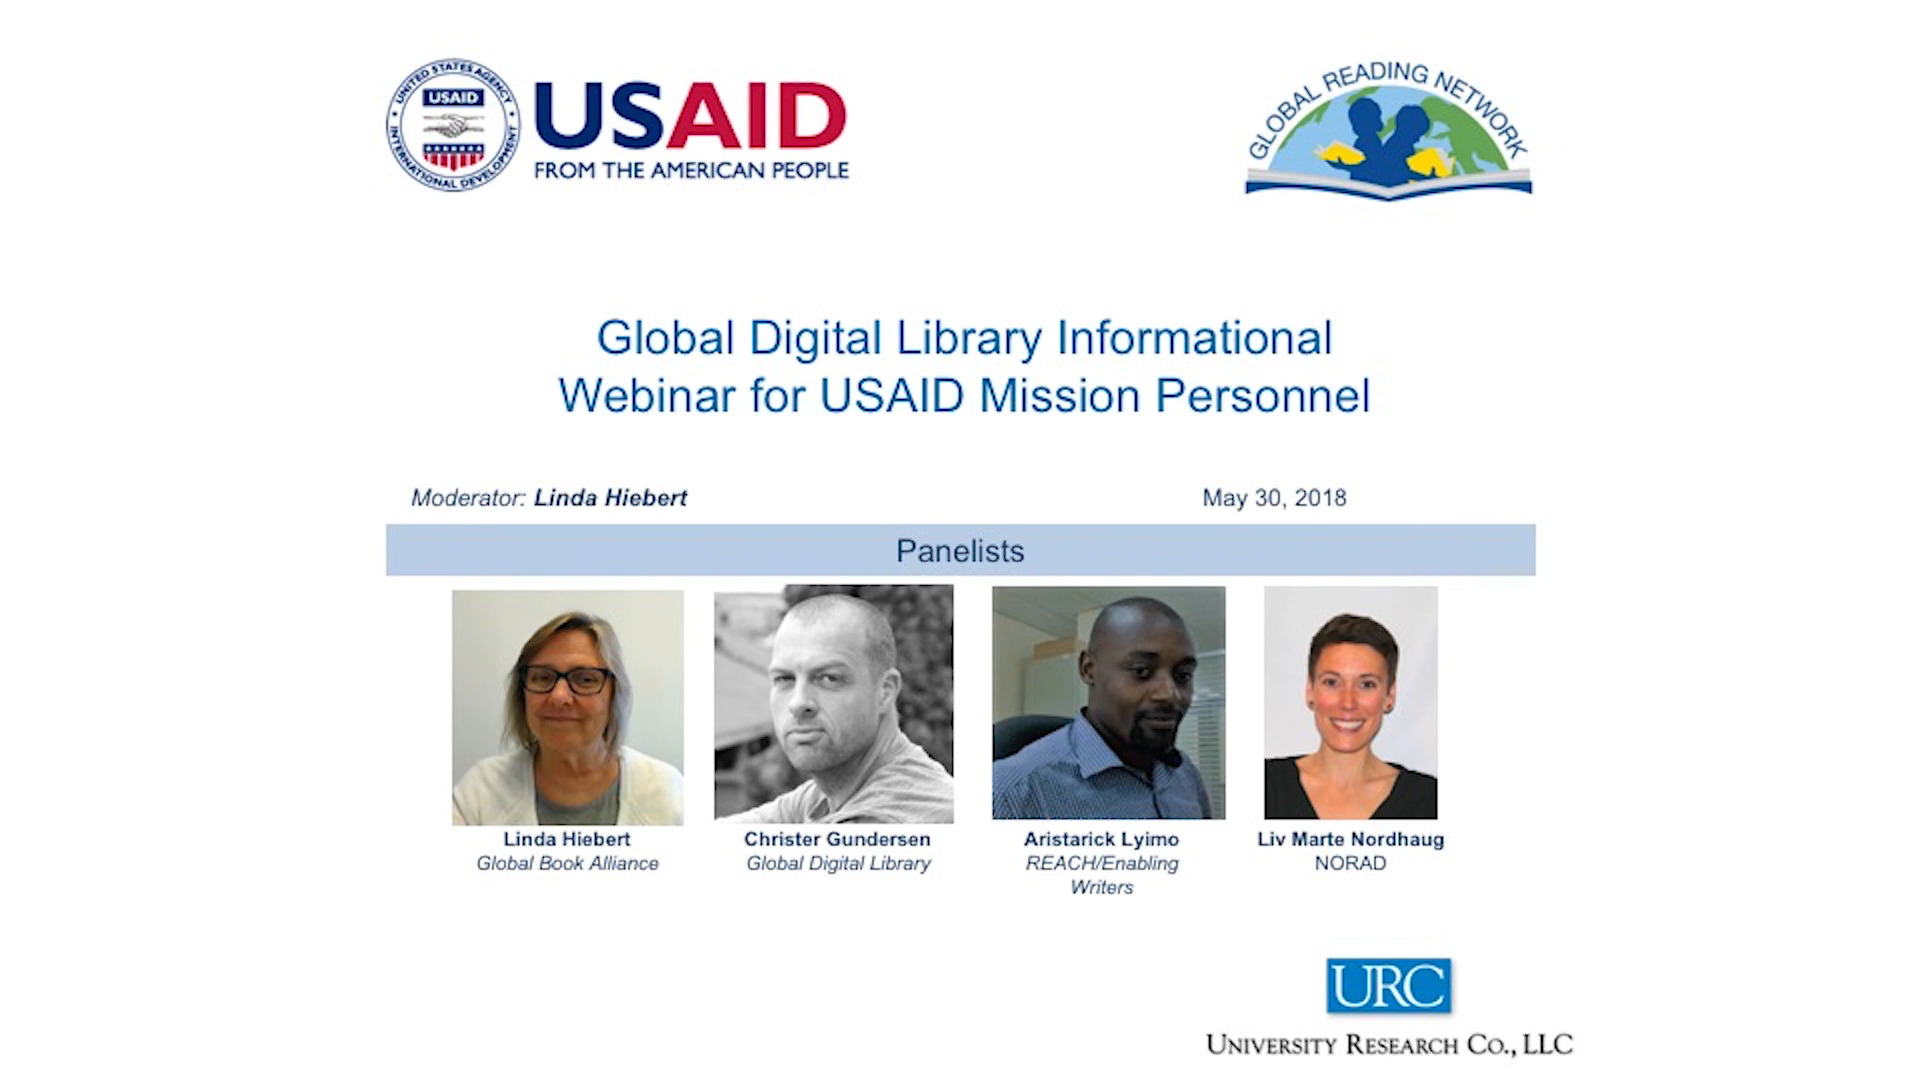 UNITED STATES AGENCY
USAID
INTERNATIONAL DEVELOPMENT
USAID
FROM THE AMERICAN PEOPLE
GLOBAL READING NETWORK
Global Digital Library Informational
Webinar for USAID Mission Personnel
Moderator: Linda Hiebert
May 30, 2018
Panelists
Linda Hiebert
Global Book Alliance
Christer Gundersen
Global Digital Library
Aristarick Lyimo
REACH/Enabling
Writers
Liv Marte Nordhaug
NORAD
URC
UNIVERSITY RESEARCH CO., LLC